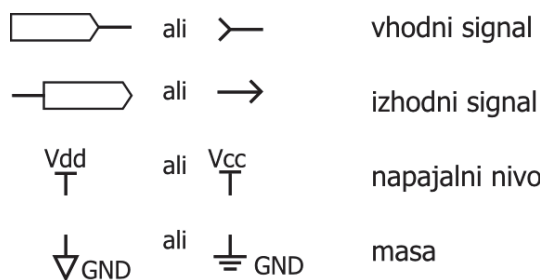 ali vhodni signal
ali izhodni signal
Vdd ali Vcc napajalni nivo
GND ali GND masa